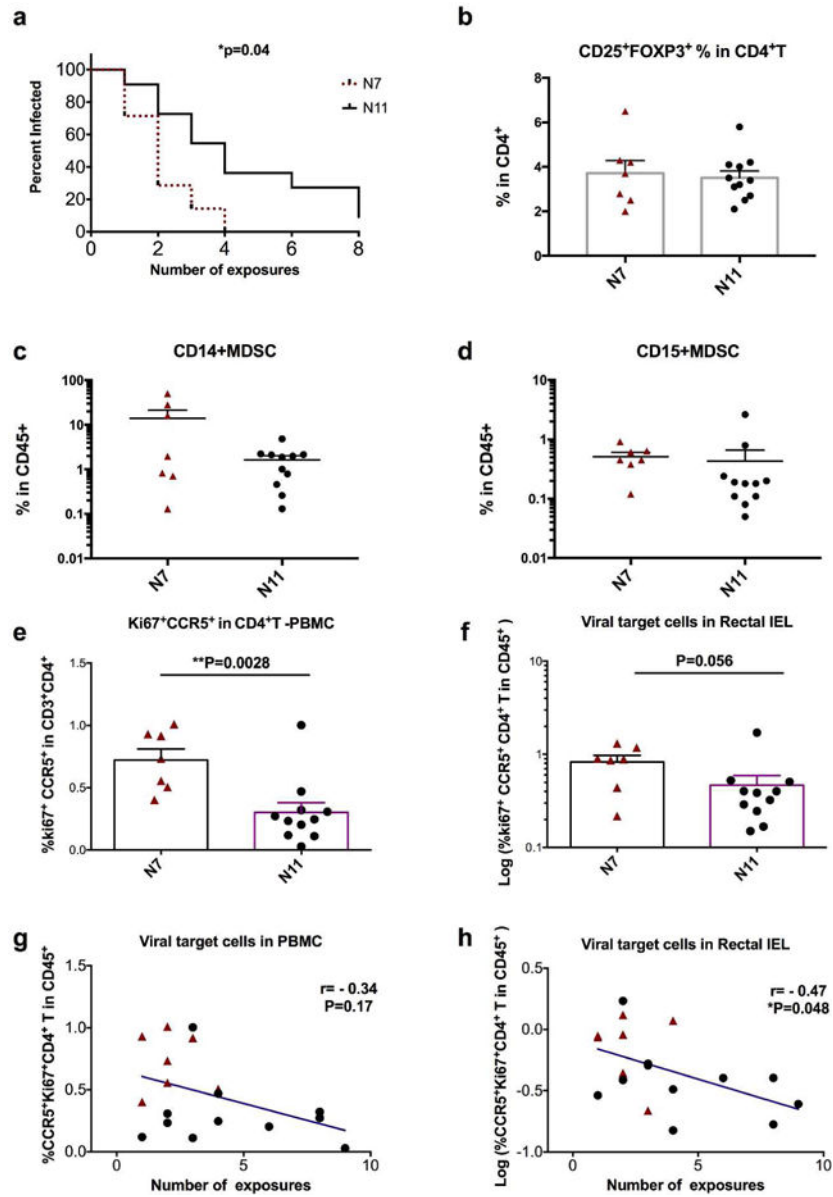 a
*p=0.04
Percent Infected
100
80
60
40
20
0
0 2 4 6 8
Number of exposures
N7
N11
b
CD25+FOXP3+ % in CD4+T
% in CD4+
8
6
4
2
0
N7 N11
c
CD14+MDSC
% in CD45+
100
10
1
0.1
0.01
N7 N11
d
CD15+MDSC
% in CD45+
10
1
0.1
0.01
N7 N11
e
Ki67+CCR5+ in CD4+T -PBMC
**P=0.0028
%ki67+ CCR5+ in CD3+CD4+
1.5
1.0
0.5
0.0
N7 N11
f
Viral target cells in Rectal IEL
P=0.056
Log (%ki67+ CCR5+ CD4+ T in CD45+ )
10
1
0.1
N7 N11
g
Viral target cells in PBMC
r= - 0.34
P=0.17
%CCR5+Ki67+CD4+ T in CD45+
1.5
1.0
0.5
0.0
0 5 10
Number of exposures
h
Viral target cells in Rectal IEL
r= - 0.47
*P=0.048
Log (%CCR5+Ki67+CD4+ T in CD45+ )
0.5
0.0
-0.5
-1.0
0 5 10
Number of exposures